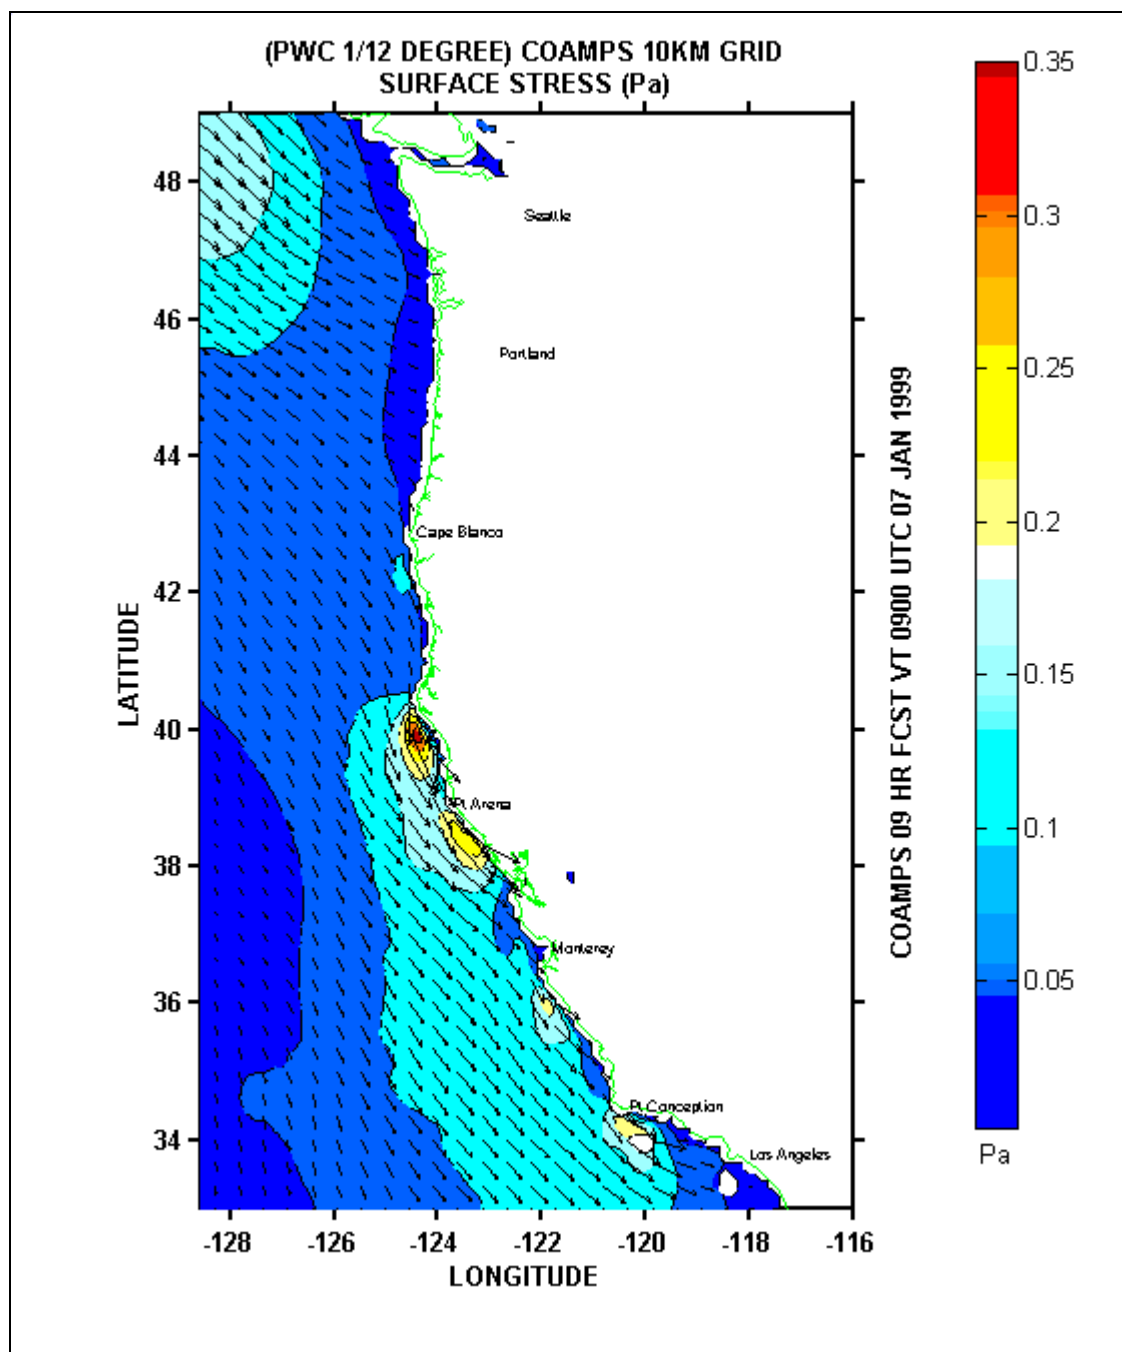 (PWC 1/12 DEGREE) COAMPS 10KM GRID
SURFACE STRESS (Pa)
0.35
0.3
0.25
0.2
0.15
0.1
0.05
Pa
COAMPS 09 HR FCST VT 0900 UTC 07 JAN 1999
LATITUDE
48
46
44
42
40
38
36
34
Seattle
Portland
Cape Blanco
Pt. Arena
Monterey
Pt. Conception
Los Angeles
-128
-126
-124
-122
-120
-118
-116
LONGITUDE